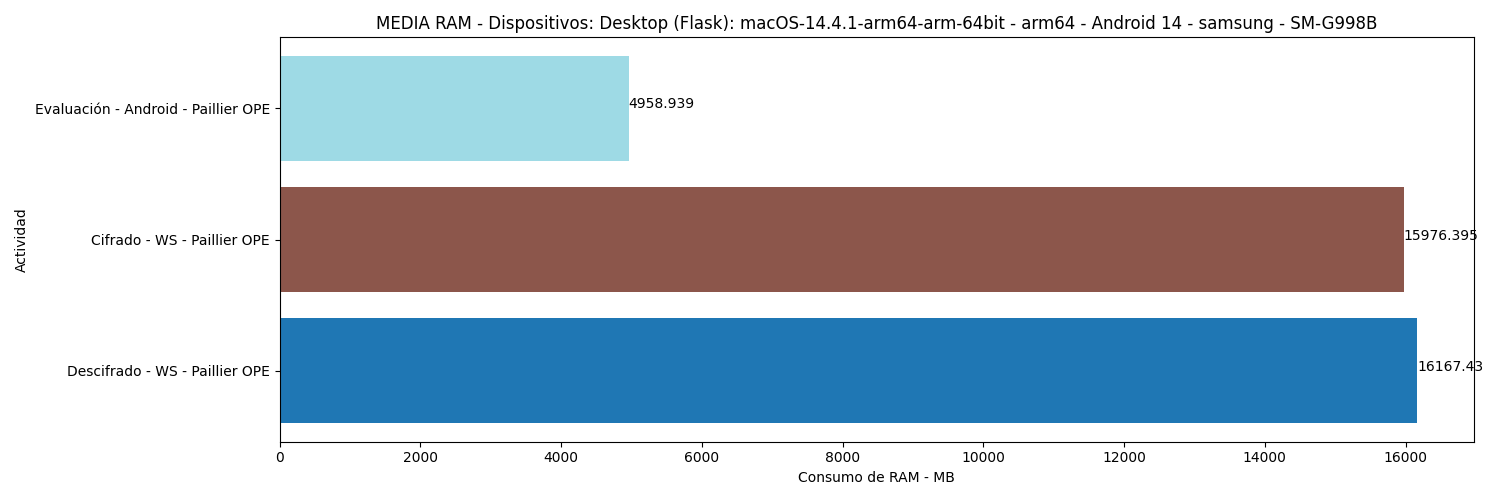 MEDIA RAM - Dispositivos: Desktop (Flask): macOS-14.4.1-arm64-arm-64bit - arm64 - Android 14 - samsung - SM-G998B
Evaluación - Android - Paillier OPE
4958.939
Cifrado - WS - Paillier OPE
15976.395
Descifrado - WS - Paillier OPE
16167.43
Actividad
0 2000 4000 6000 8000 10000 12000 14000 16000
Consumo de RAM - MB